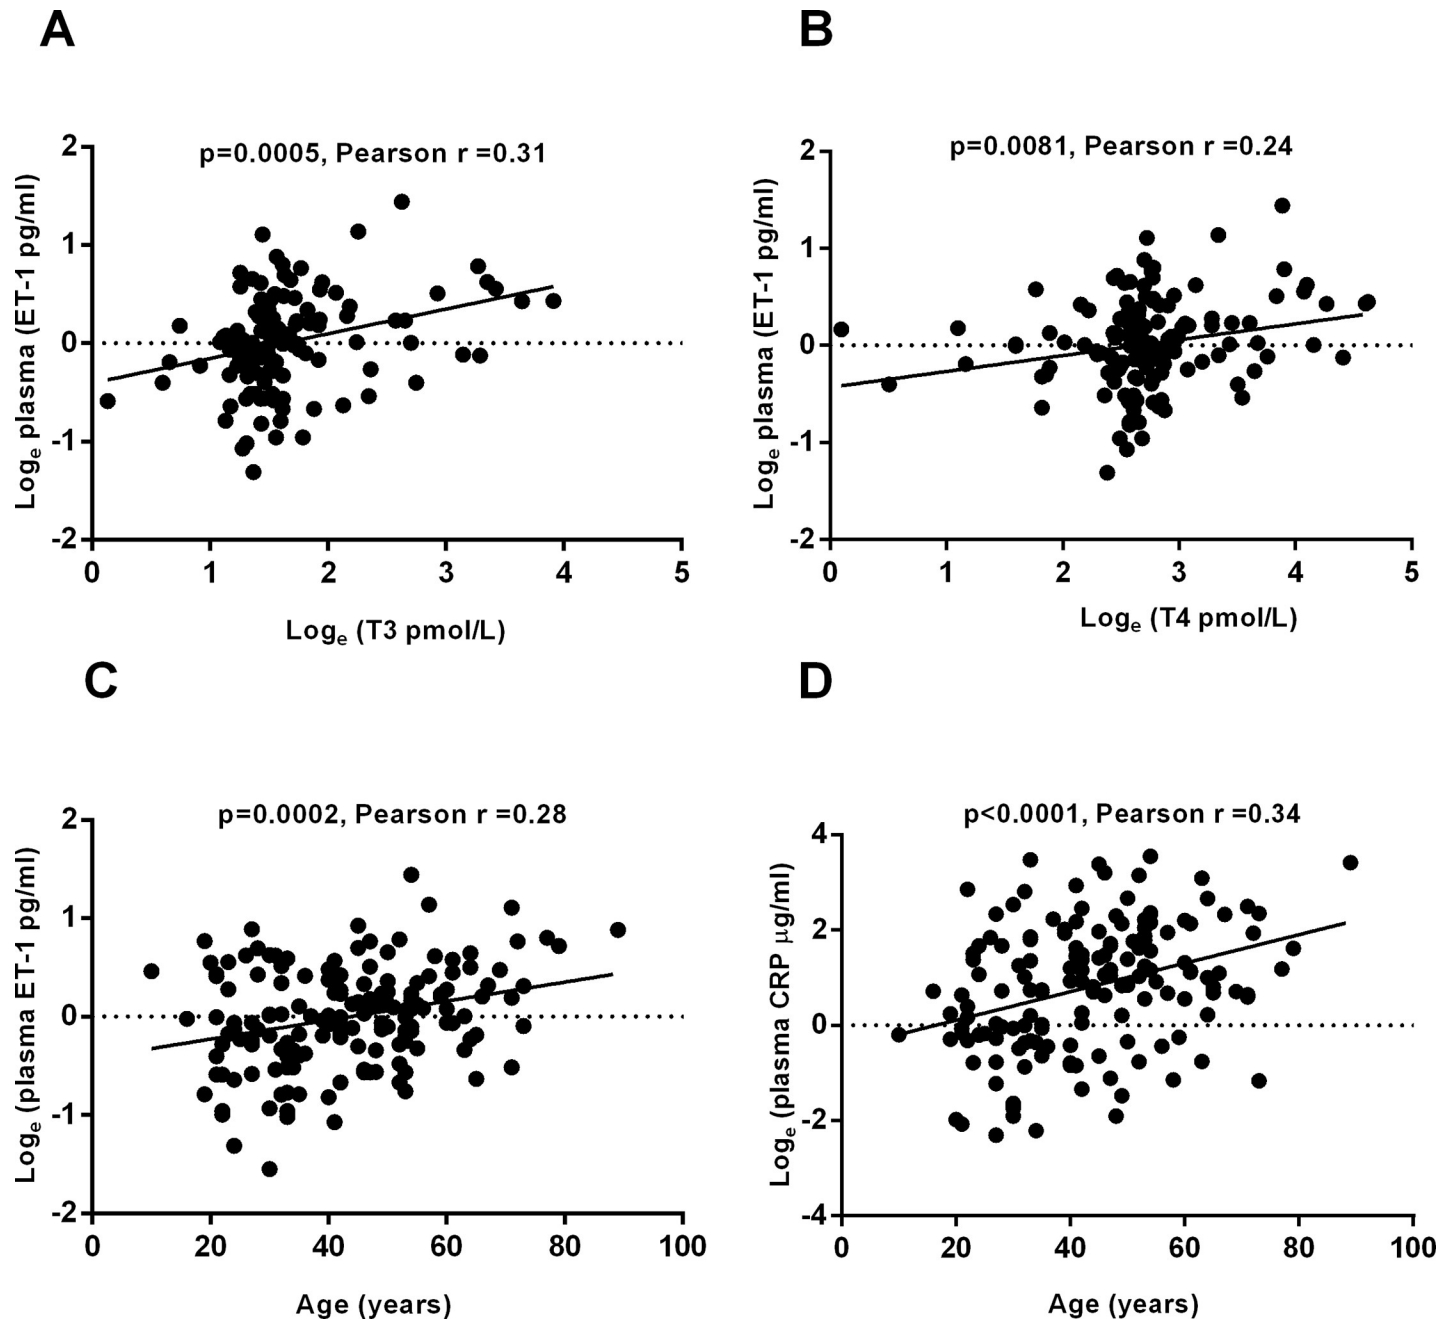 A
p=0.0005, Pearson r =0.31
Logₑ plasma (ET-1 pg/ml)
2
1
0
-1
-2
0 1 2 3 4 5
Logₑ (T3 pmol/L)
B
p=0.0081, Pearson r =0.24
Logₑ plasma (ET-1 pg/ml)
2
1
0
-1
-2
0 1 2 3 4 5
Logₑ (T4 pmol/L)
C
p=0.0002, Pearson r =0.28
Logₑ (plasma ET-1 pg/ml)
2
1
0
-1
-2
0 20 40 60 80 100
Age (years)
D
p<0.0001, Pearson r =0.34
Logₑ (plasma CRP µg/ml)
4
2
0
-2
-4
0 20 40 60 80 100
Age (years)